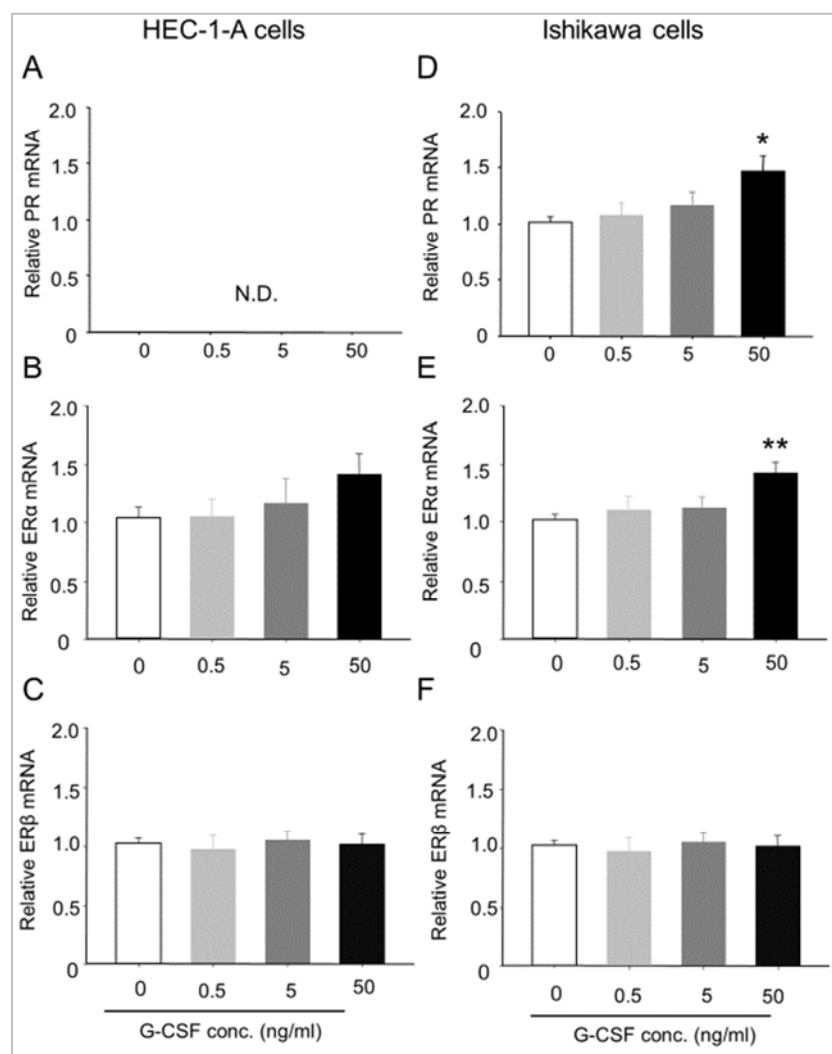 HEC-1-A cells
A
Relative PR mRNA
2.0
1.5
1.0
0.5
0
N.D.
0 0.5 5 50
B
Relative ERα mRNA
2.0
1.5
1.0
0.5
0
0 0.5 5 50
C
Relative ERβ mRNA
2.0
1.5
1.0
0.5
0
0 0.5 5 50
G-CSF conc. (ng/ml)
Ishikawa cells
D
Relative PR mRNA
2.0
1.5
1.0
0.5
0
*
0 0.5 5 50
E
Relative ERα mRNA
2.0
1.5
1.0
0.5
0
**
0 0.5 5 50
F
Relative ERβ mRNA
2.0
1.5
1.0
0.5
0
0 0.5 5 50
G-CSF conc. (ng/ml)